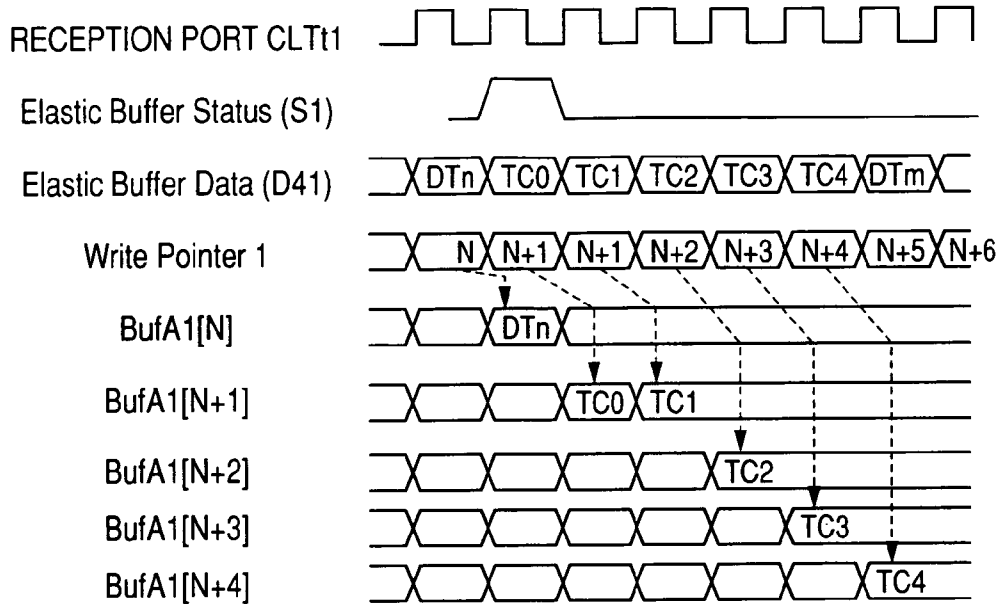 RECEPTION PORT CLTt1
Elastic Buffer Status (S1)
Elastic Buffer Data (D41) DTn TC0 TC1 TC2 TC3 TC4 DTm
Write Pointer 1 N N+1 N+1 N+2 N+3 N+4 N+5 N+6
BufA1[N] DTn
BufA1[N+1] TC0 TC1
BufA1[N+2] TC2
BufA1[N+3] TC3
BufA1[N+4] TC4